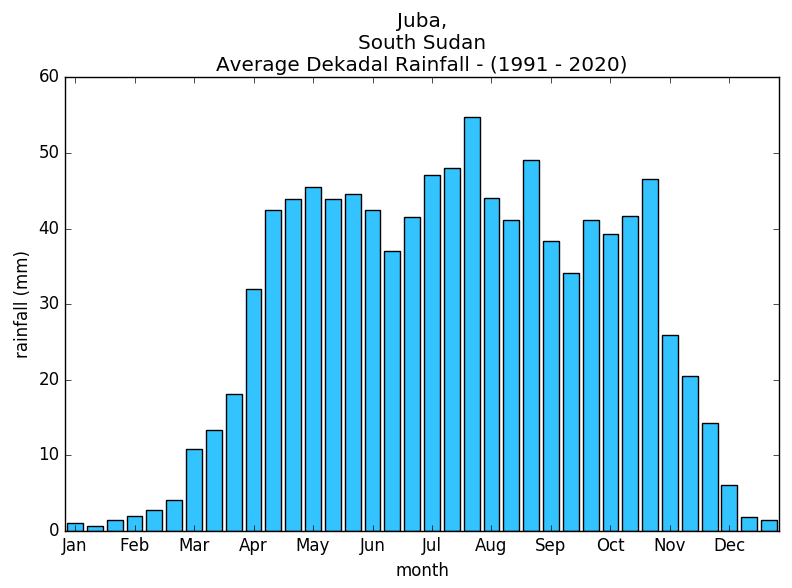 Juba,
South Sudan
Average Dekadal Rainfall - (1991 - 2020)
60
50
40
30
20
10
0
rainfall (mm)
Jan Feb Mar Apr May Jun Jul Aug Sep Oct Nov Dec
month